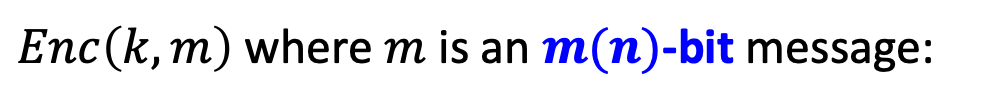 Enc(k, m) where m is an m(n)-bit message: